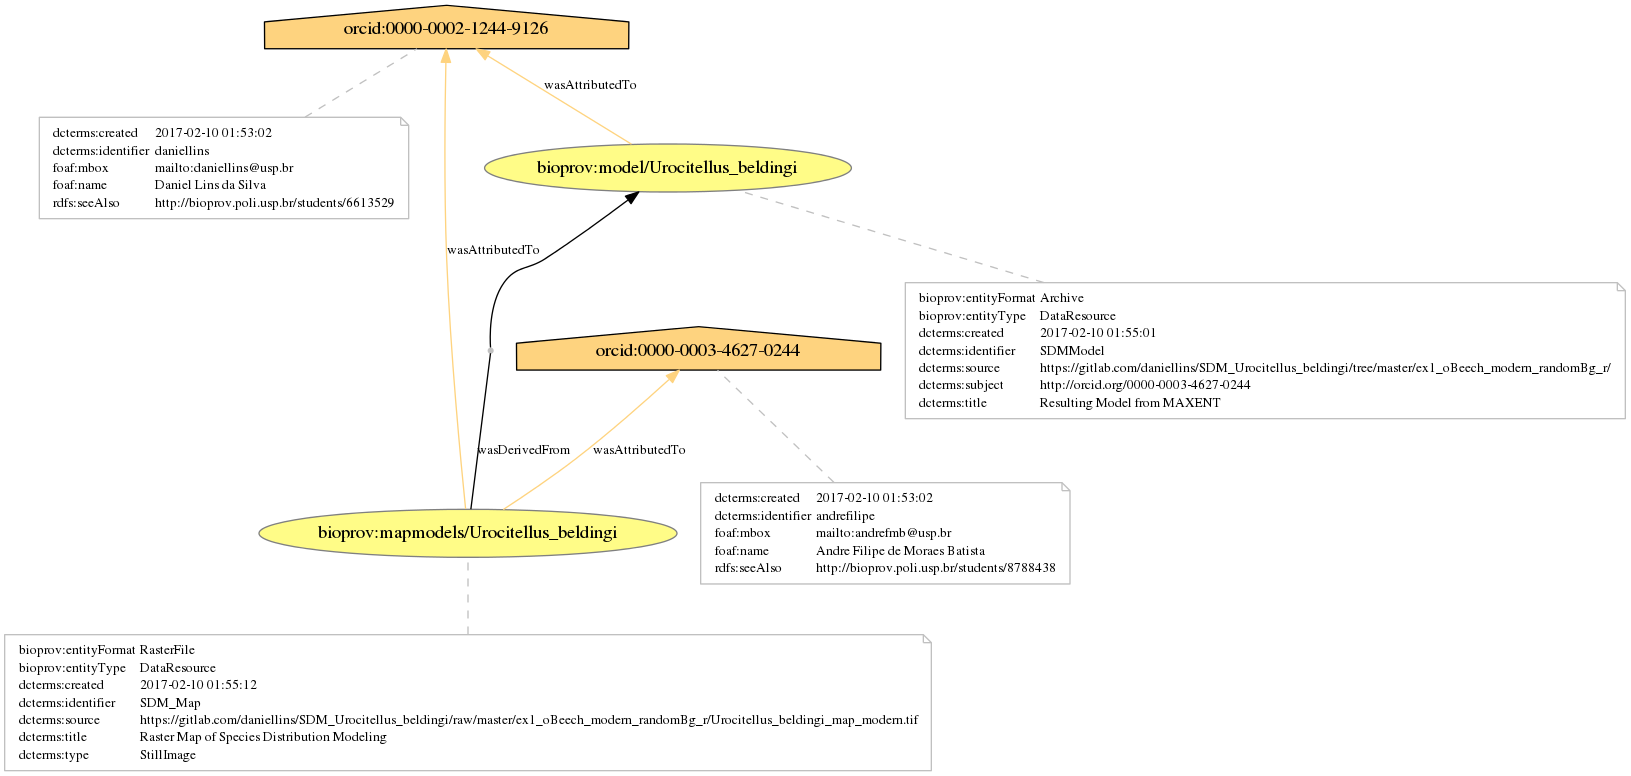 orcid:0000-0002-1244-9126
wasAttributedTo
dcterms:created 2017-02-10 01:53:02
dcterms:identifier daniellins
foaf:mbox mailto:daniellins@usp.br
foaf:name Daniel Lins da Silva
rdfs:seeAlso http://bioprov.poli.usp.br/students/6613529
bioprov:model/Urocitellus_beldingi
wasAttributedTo
bioprov:entityFormat Archive
bioprov:entityType DataResource
dcterms:created 2017-02-10 01:55:01
dcterms:identifier SDMModel
dcterms:source https://gitlab.com/daniellins/SDM_Urocitellus_beldingi/tree/master/ex1_oBeech_modern_randomBg_r/
dcterms:subject http://orcid.org/0000-0003-4627-0244
dcterms:title Resulting Model from MAXENT
orcid:0000-0003-4627-0244
wasDerivedFrom
wasAttributedTo
dcterms:created 2017-02-10 01:53:02
dcterms:identifier andrefilipe
foaf:mbox mailto:andrefmb@usp.br
foaf:name Andre Filipe de Moraes Batista
rdfs:seeAlso http://bioprov.poli.usp.br/students/8788438
bioprov:mapmodels/Urocitellus_beldingi
bioprov:entityFormat RasterFile
bioprov:entityType DataResource
dcterms:created 2017-02-10 01:55:12
dcterms:identifier SDM_Map
dcterms:source https://gitlab.com/daniellins/SDM_Urocitellus_beldingi/raw/master/ex1_oBeech_modern_randomBg_r/Urocitellus_beldingi_map_modern.tif
dcterms:title Raster Map of Species Distribution Modeling
dcterms:type StillImage